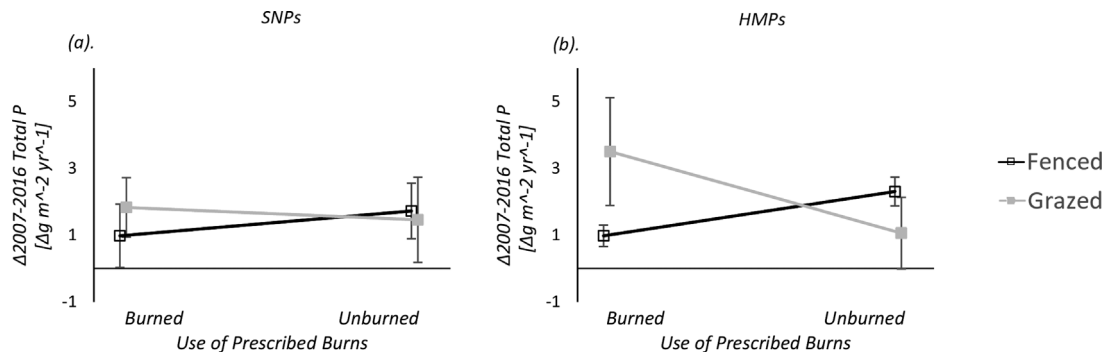 SNPs
(a).
Δ2007-2016 Total P
[Δg m^-2 yr^-1]
5
3
1
-1
Burned
Unburned
Use of Prescribed Burns
HMPs
(b).
Δ2007-2016 Total P
[Δg m^-2 yr^-1]
5
3
1
-1
Burned
Unburned
Use of Prescribed Burns
Fenced
Grazed